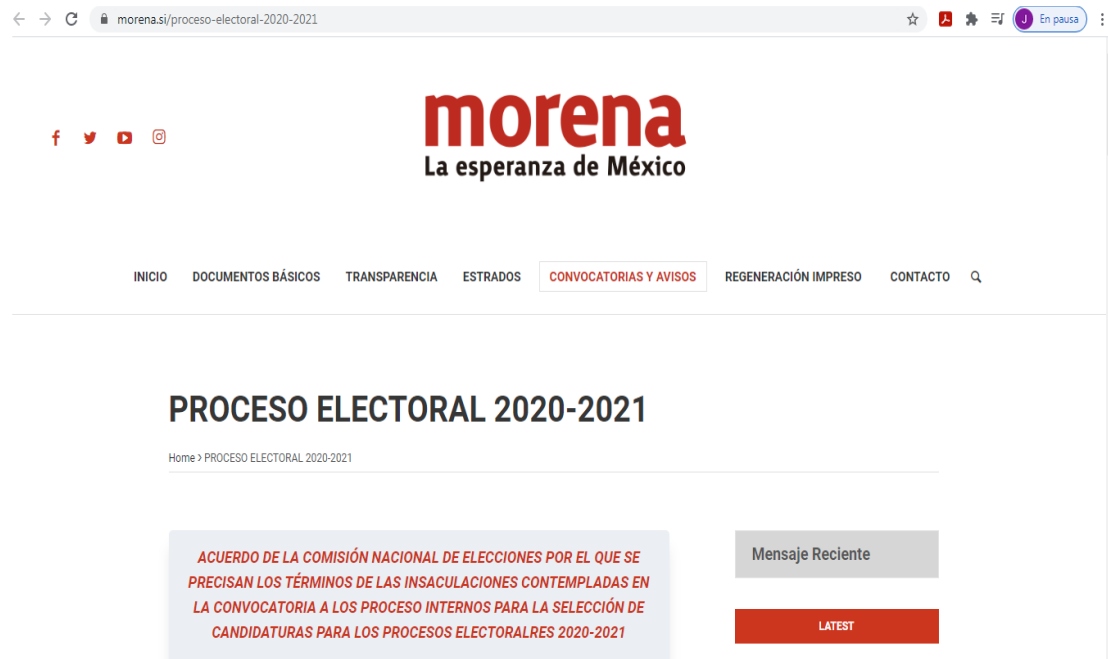 morena.si/proceso-electoral-2020-2021
J En pausa
morena
La esperanza de México
INICIO DOCUMENTOS BÁSICOS TRANSPARENCIA ESTRADOS CONVOCATORIAS Y AVISOS REGENERACIÓN IMPRESO CONTACTO
PROCESO ELECTORAL 2020-2021
Home > PROCESO ELECTORAL 2020-2021
ACUERDO DE LA COMISIÓN NACIONAL DE ELECCIONES POR EL QUE SE
PRECISAN LOS TÉRMINOS DE LAS INSACULACIONES CONTEMPLADAS EN
LA CONVOCATORIA A LOS PROCESO INTERNOS PARA LA SELECCIÓN DE
CANDIDATURAS PARA LOS PROCESOS ELECTORALRES 2020-2021
Mensaje Reciente
LATEST